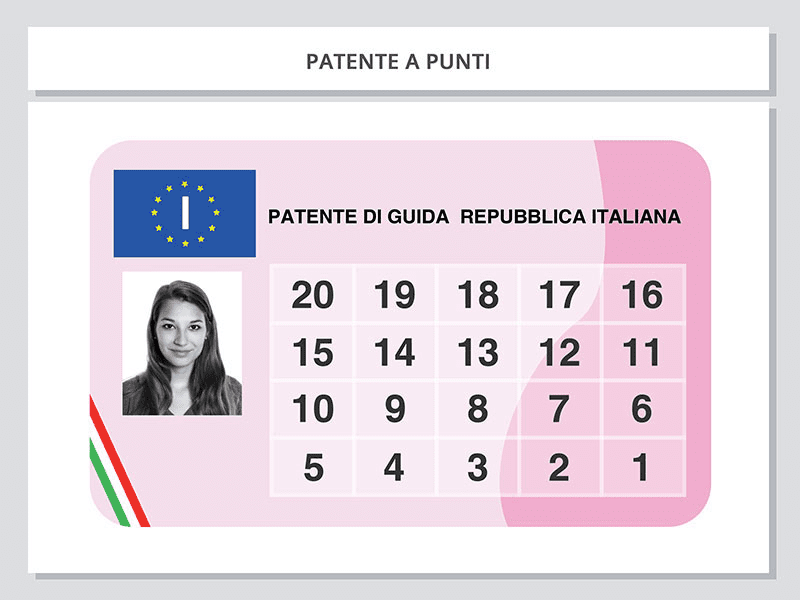 PATENTE A PUNTI
I
PATENTE DI GUIDA REPUBBLICA ITALIANA
20 19 18 17 16
15 14 13 12 11
10 9 8 7 6
5 4 3 2 1